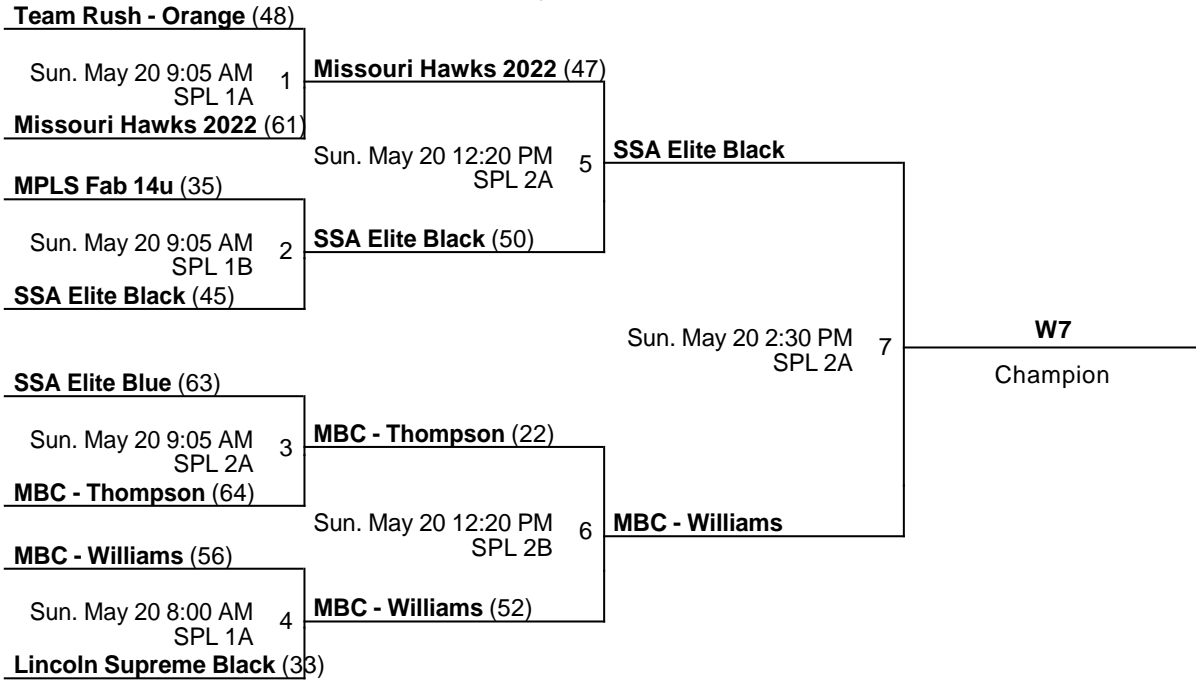 Team Rush - Orange (48)
Sun. May 20 9:05 AM 1
SPL 1A
Missouri Hawks 2022 (61)
MPLS Fab 14u (35)
Sun. May 20 9:05 AM 2
SPL 1B
SSA Elite Black (45)
SSA Elite Blue (63)
Sun. May 20 9:05 AM 3
SPL 2A
MBC - Thompson (64)
MBC - Williams (56)
Sun. May 20 8:00 AM 4
SPL 1A
Lincoln Supreme Black (33)
Missouri Hawks 2022 (47)
Sun. May 20 12:20 PM 5
SPL 2A
SSA Elite Black (50)
MBC - Thompson (22)
Sun. May 20 12:20 PM 6
SPL 2B
MBC - Williams (52)
SSA Elite Black
Sun. May 20 2:30 PM 7
SPL 2A
MBC - Williams
W7
Champion